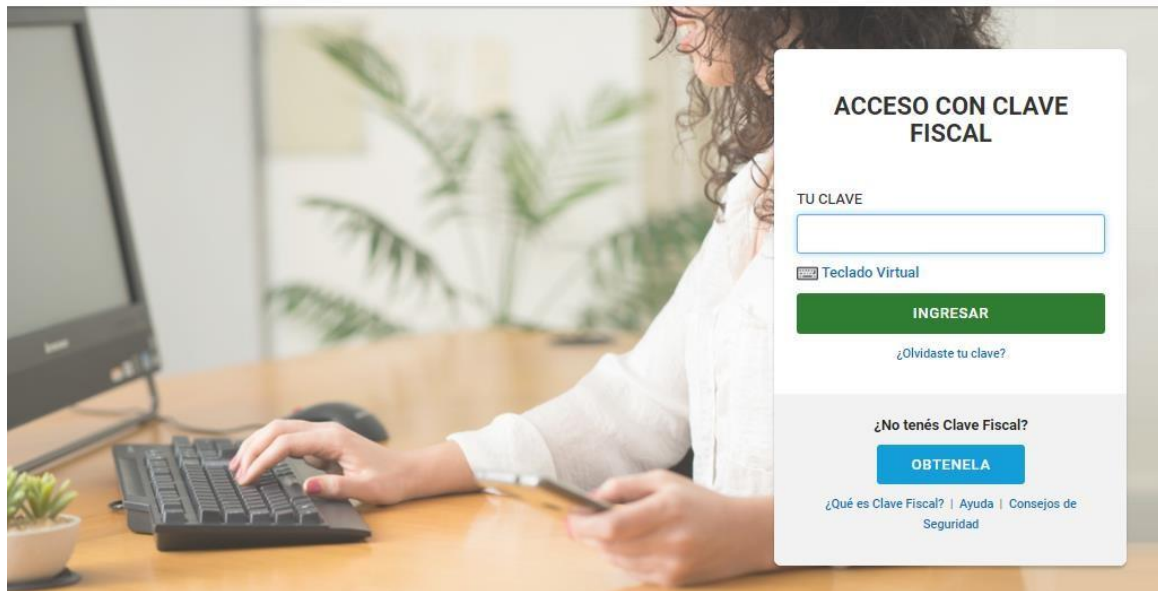 ACCESO CON CLAVE
FISCAL
TU CLAVE
Teclado Virtual
INGRESAR
¿Olvidaste tu clave?
¿No tenés Clave Fiscal?
OBTENELA
¿Qué es Clave Fiscal? | Ayuda | Consejos de
Seguridad